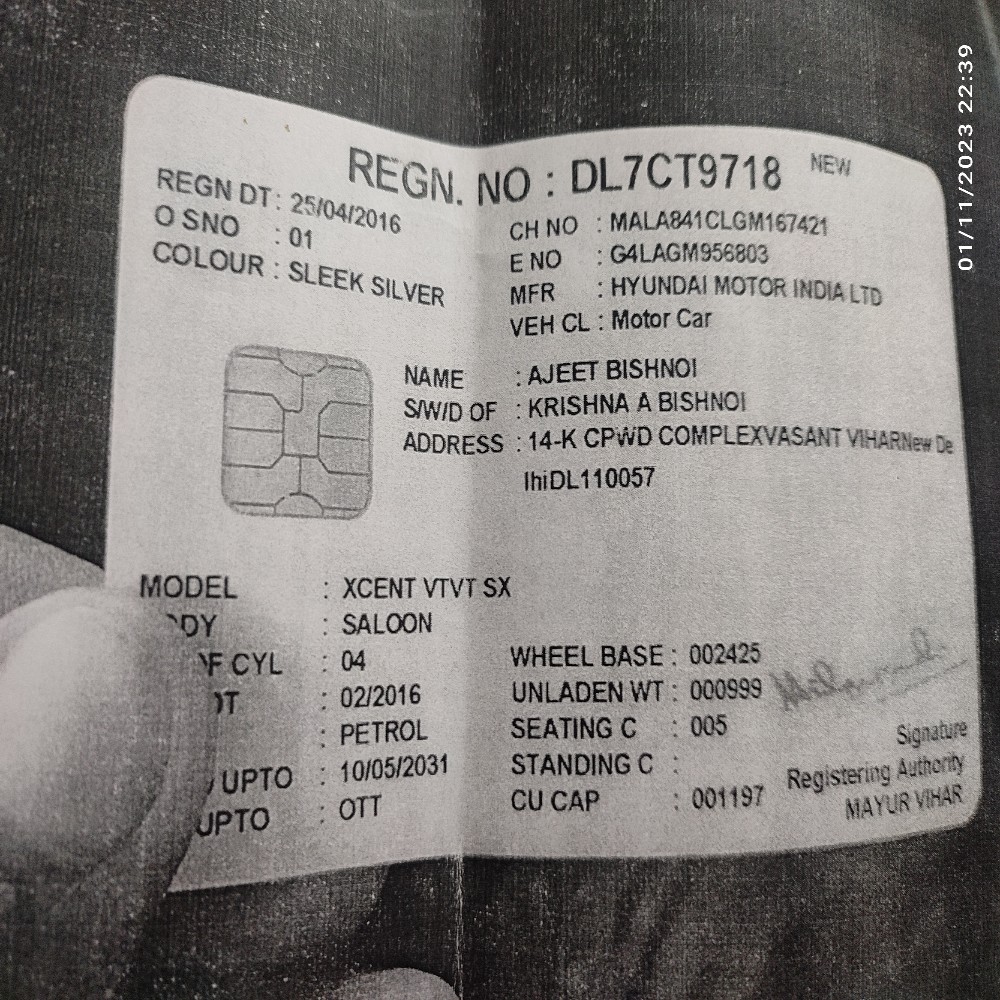 REGN. NO : DL7CT9718 NEW
REGN DT : 25/04/2016
O SNO : 01
COLOUR : SLEEK SILVER
CH NO : MALA841CLGM167421
E NO : G4LAGM956803
MFR : HYUNDAI MOTOR INDIA LTD
VEH CL : Motor Car
NAME : AJEET BISHNOI
S/W/D OF : KRISHNA A BISHNOI
ADDRESS : 14-K CPWD COMPLEXVASANT VIHARNew De
lhiDL110057
MODEL : XCENT VTVT SX
: SALOON
CYL : 04
: 02/2016
: PETROL
UPTO : 10/05/2031
UPTO : OTT
WHEEL BASE : 002425
UNLADEN WT : 000999
SEATING C : 005
STANDING C :
CU CAP : 001197
Signature
Registering Authority
MAYUR VIHAR
01/11/2023 22:39